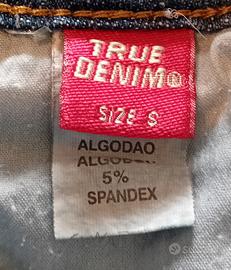 TRUE
DENIM®
SIZE S
ALGODAO
5%
SPANDEX